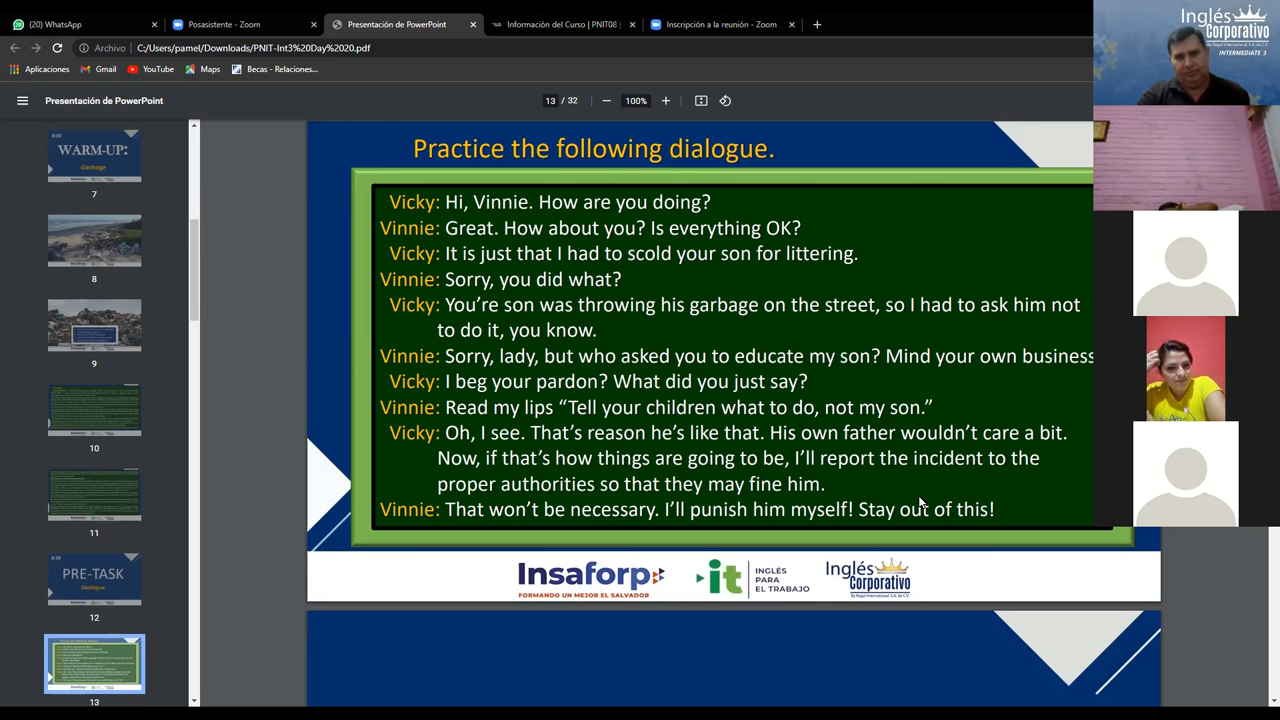 (20) WhatsApp
Posasistente - Zoom
Presentación de PowerPoint
Información del Curso | PNIT08
Inscripción a la reunión - Zoom
Archivo
C:/Users/pamel/Downloads/PNIT-Int3%20Day%2020.pdf
Aplicaciones
Gmail
YouTube
Maps
Becas - Relaciones...
Presentación de PowerPoint
13 / 32
100%
Inglés
Corporativo
By Regal International, S.A. de C.V.
INTERMEDIATE 3
WARM-UP:
Garbage
7
8
9
10
11
PRE-TASK
Dialogue
12
13
Practice the following dialogue.
Vicky: Hi, Vinnie. How are you doing?
Vinnie: Great. How about you? Is everything OK?
Vicky: It is just that I had to scold your son for littering.
Vinnie: Sorry, you did what?
Vicky: You’re son was throwing his garbage on the street, so I had to ask him not
to do it, you know.
Vinnie: Sorry, lady, but who asked you to educate my son? Mind your own business
Vicky: I beg your pardon? What did you just say?
Vinnie: Read my lips “Tell your children what to do, not my son.”
Vicky: Oh, I see. That’s reason he’s like that. His own father wouldn’t care a bit.
Now, if that’s how things are going to be, I’ll report the incident to the
proper authorities so that they may fine him.
Vinnie: That won’t be necessary. I’ll punish him myself! Stay out of this!
Insaforp
FORMANDO UN MEJOR EL SALVADOR
it
INGLÉS
PARA
EL TRABAJO
Inglés
Corporativo
By Regal International, S.A. de C.V.